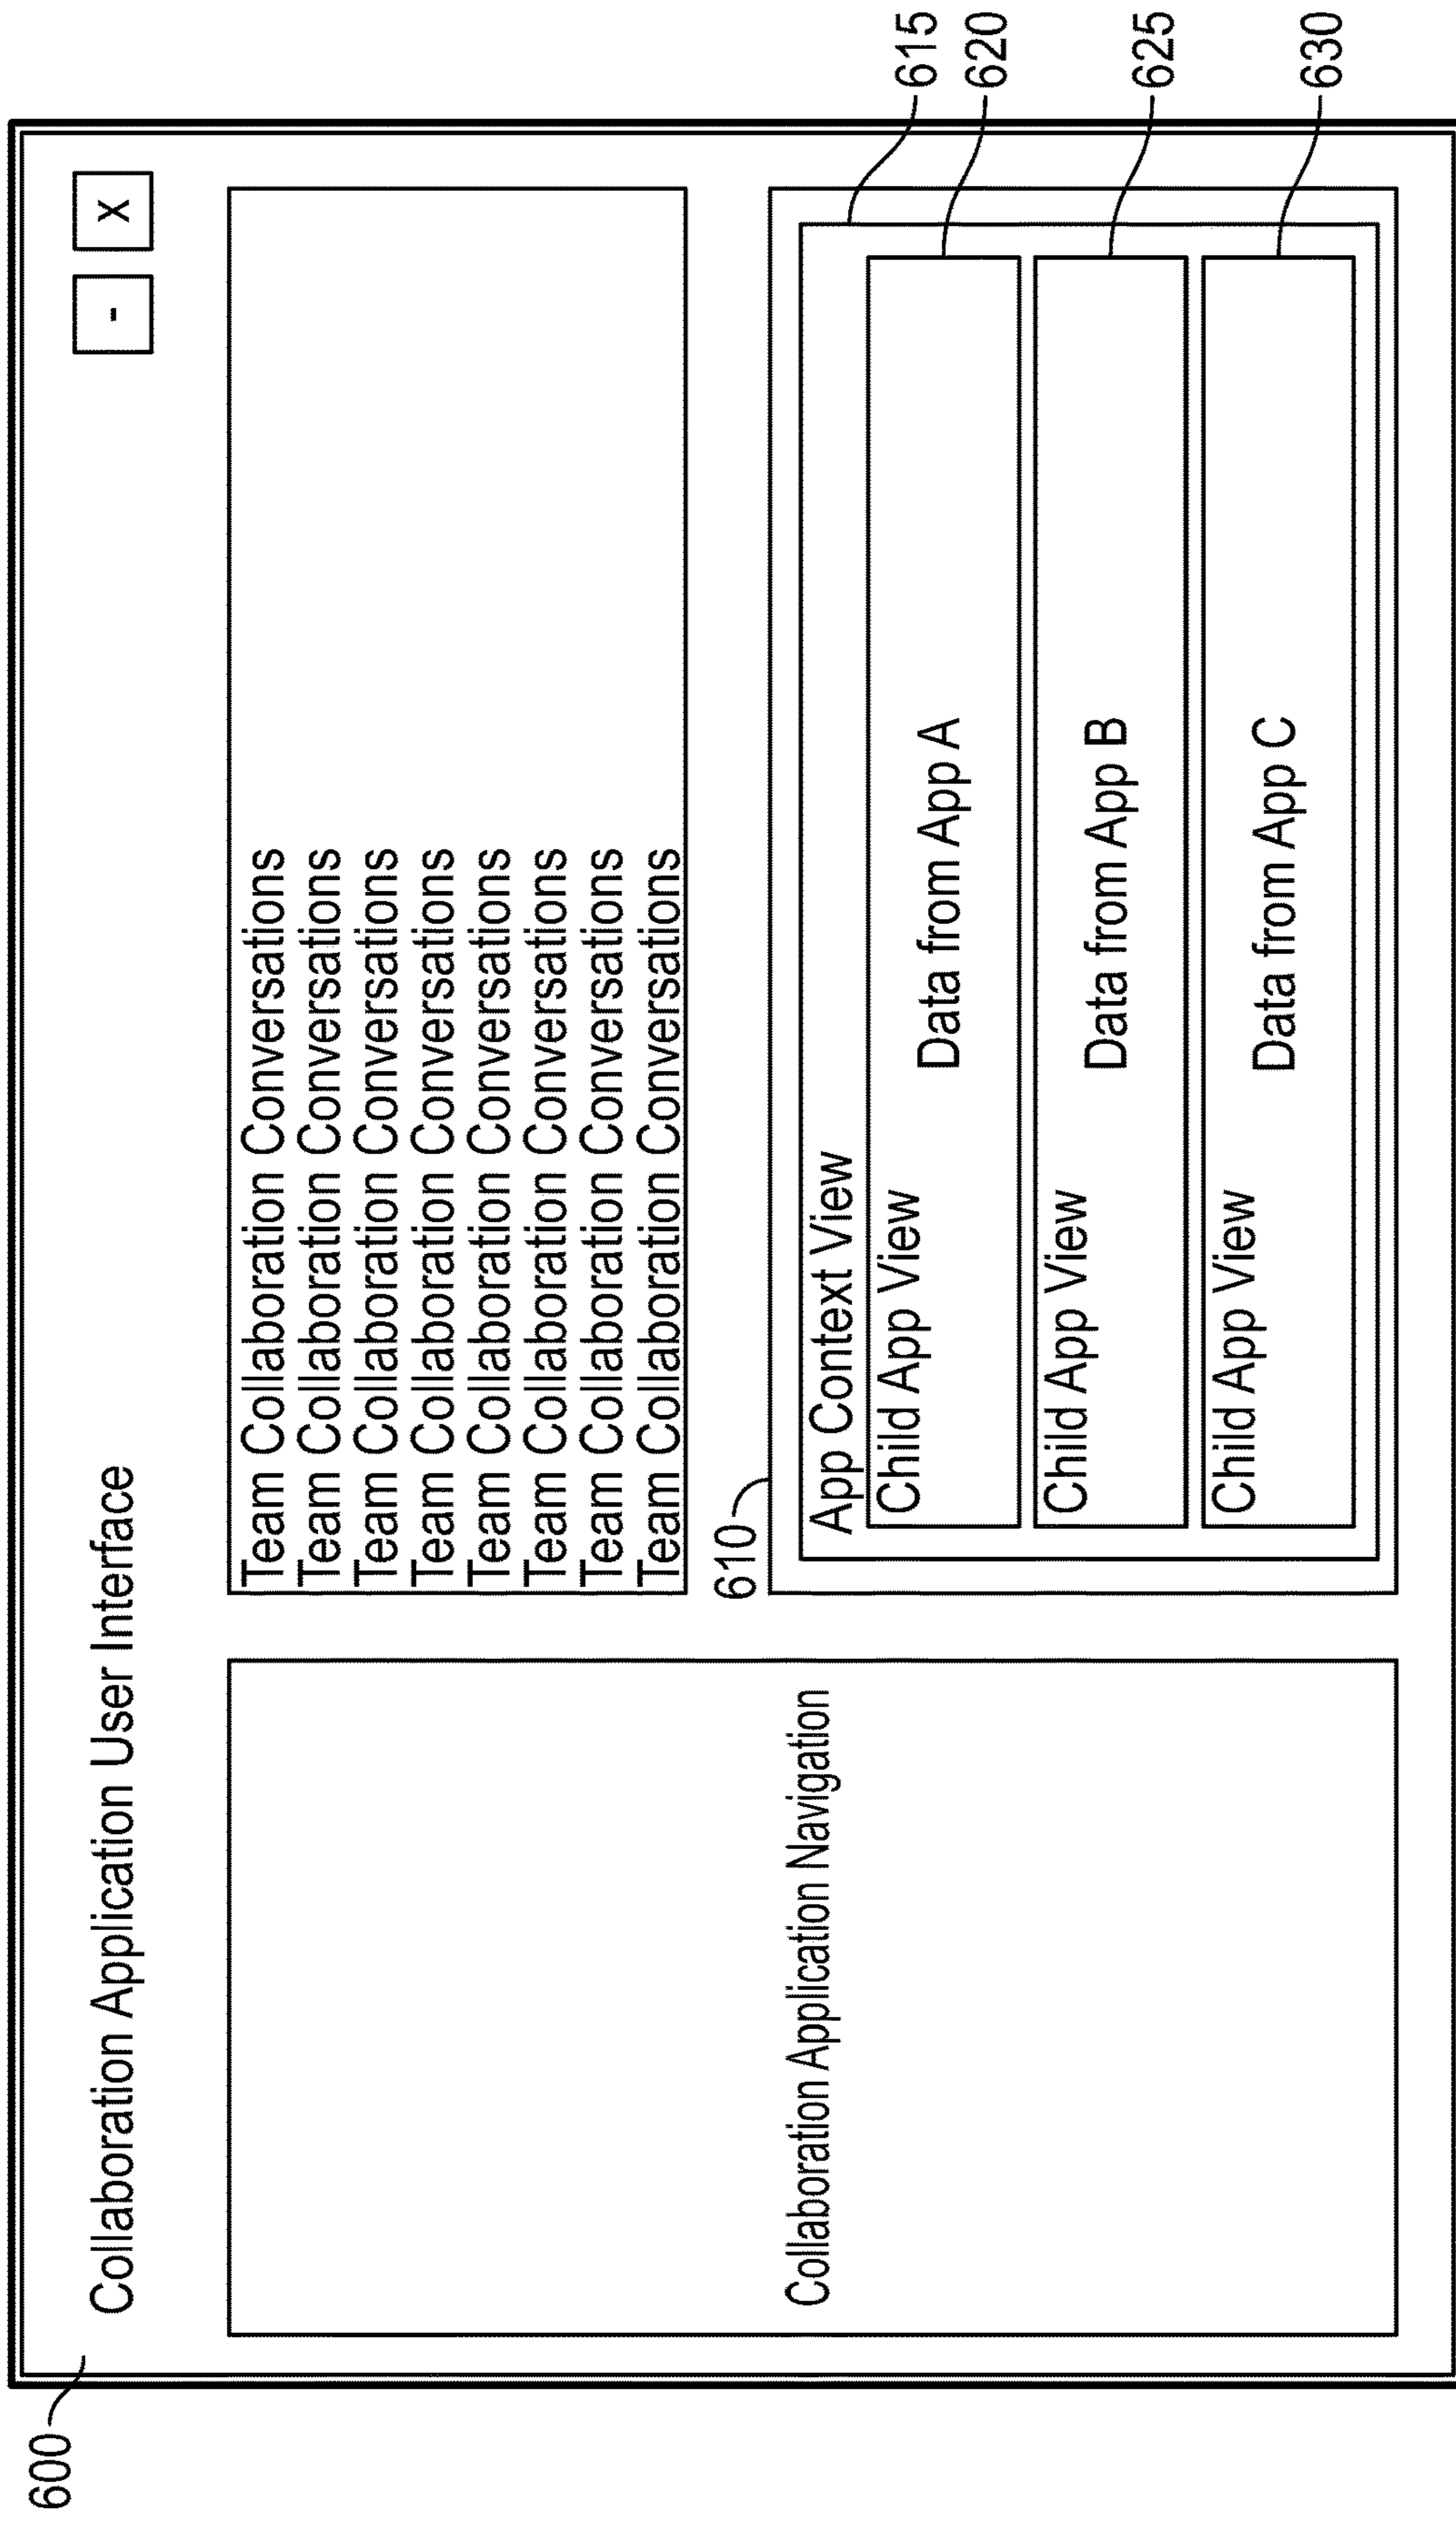 600
Collaboration Application User Interface
-
X
Collaboration Application Navigation
Team Collaboration Conversations
Team Collaboration Conversations
Team Collaboration Conversations
Team Collaboration Conversations
Team Collaboration Conversations
Team Collaboration Conversations
Team Collaboration Conversations
Team Collaboration Conversations
610
App Context View
615
Child App View
Data from App A
620
Child App View
Data from App B
625
Child App View
Data from App C
630